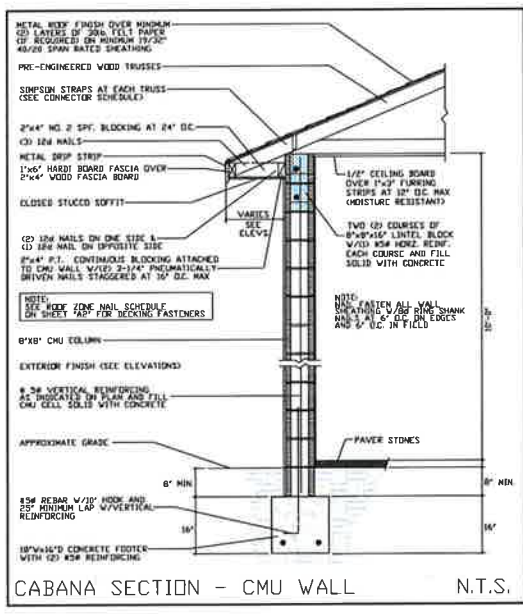 METAL ROOF FINISH OVER MINIMUM
(2) LAYERS OF 30lb. FELT PAPER
(IF REQUIRED) ON MINIMUM 19/32"
40/20 SPAN RATED SHEATHING
PRE-ENGINEERED WOOD TRUSSES
SIMPSON STRAPS AT EACH TRUSS
(SEE CONNECTOR SCHEDULE)
2"x4" NO. 2 SPF. BLOCKING AT 24" O.C.
(3) 12d NAILS
METAL DRIP STRIP
1"x6" HARDI BOARD FASCIA OVER
2"x4" WOOD FASCIA BOARD
CLOSED STUCCO SOFFIT
VARIES
SEE
ELEVS.
(2) 12d NAILS ON ONE SIDE &
(1) 12d NAIL ON OPPOSITE SIDE
2"x4" P.T. CONTINUOUS BLOCKING ATTACHED
TO CMU WALL W/(2) 2-1/4" PNEUMATICALLY
DRIVEN NAILS STAGGERED AT 16" O.C. MAX
NOTE:
SEE ROOF ZONE NAIL SCHEDULE
ON SHEET "A2" FOR DECKING FASTENERS
8"X8" CMU COLUMN
EXTERIOR FINISH (SEE ELEVATIONS)
# 5# VERTICAL REINFORCING
AS INDICATED ON PLAN AND FILL
CMU CELL SOLID WITH CONCRETE
APPROXIMATE GRADE
8" MIN.
#5# REBAR W/10" HOOK AND
25" MINIMUM LAP W/VERTICAL
REINFORCING
16"
18"Wx16"D CONCRETE FOOTER
WITH (2) #5# REINFORCING
1/2" CEILING BOARD
OVER 1"x3" FURRING
STRIPS AT 12" O.C. MAX
(MOISTURE RESISTANT)
TWO (2) COURSES OF
8"x8"x16" LINTEL BLOCK
W/(1) #5# HORZ. REINF.
EACH COURSE AND FILL
SOLID WITH CONCRETE
NOTE:
NAIL FASTEN ALL WALL
SHEATHING W/8d RING SHANK
NAILS AT 6" O.C. ON EDGES
AND 6" O.C. IN FIELD
PAVER STONES
8" MIN.
16"
CABANA SECTION - CMU WALL
N.T.S.